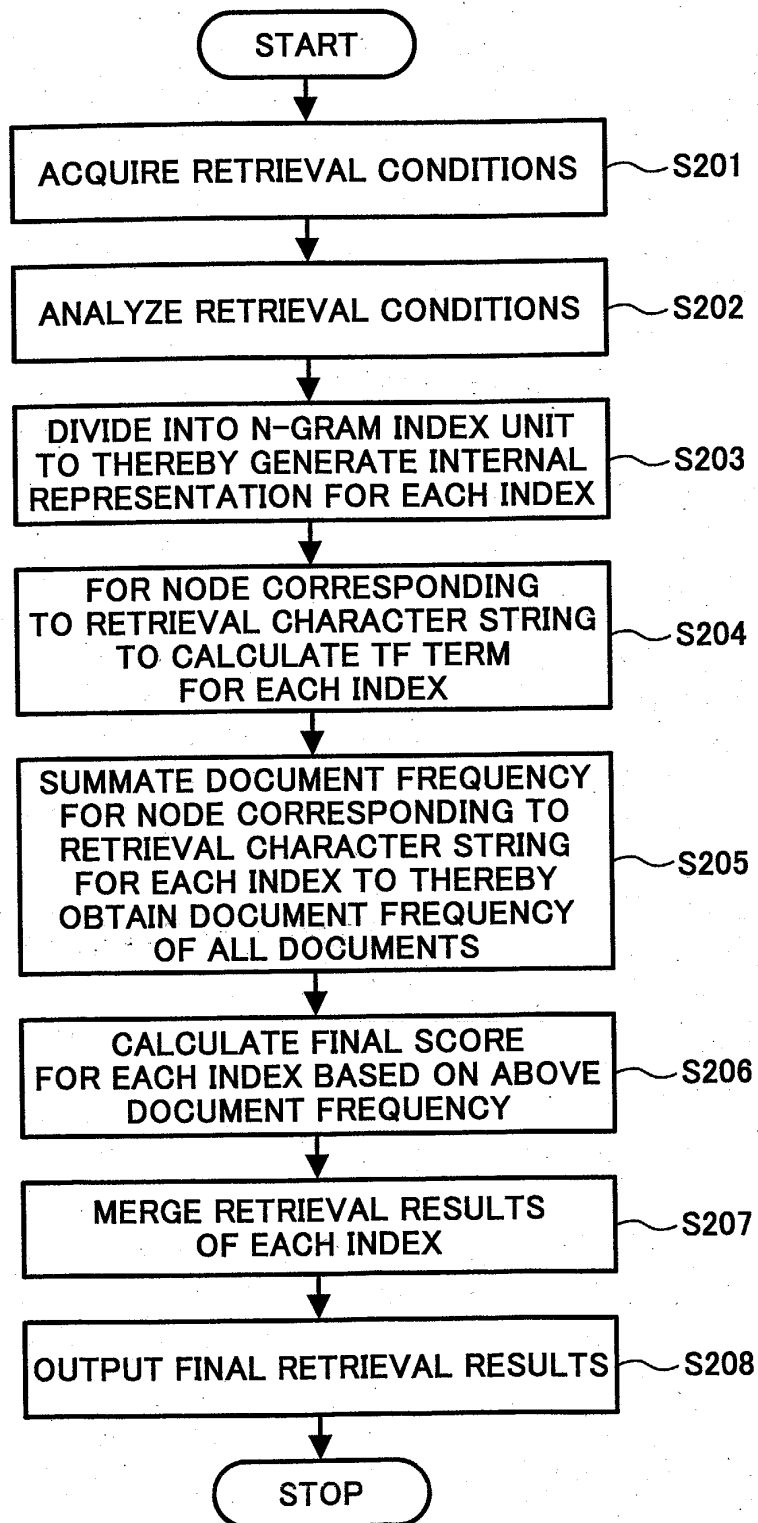 START
ACQUIRE RETRIEVAL CONDITIONS
S201
ANALYZE RETRIEVAL CONDITIONS
S202
DIVIDE INTO N-GRAM INDEX UNIT
TO THEREBY GENERATE INTERNAL
REPRESENTATION FOR EACH INDEX
S203
FOR NODE CORRESPONDING
TO RETRIEVAL CHARACTER STRING
TO CALCULATE TF TERM
FOR EACH INDEX
S204
SUMMATE DOCUMENT FREQUENCY
FOR NODE CORRESPONDING TO
RETRIEVAL CHARACTER STRING
FOR EACH INDEX TO THEREBY
OBTAIN DOCUMENT FREQUENCY
OF ALL DOCUMENTS
S205
CALCULATE FINAL SCORE
FOR EACH INDEX BASED ON ABOVE
DOCUMENT FREQUENCY
S206
MERGE RETRIEVAL RESULTS
OF EACH INDEX
S207
OUTPUT FINAL RETRIEVAL RESULTS
S208
STOP